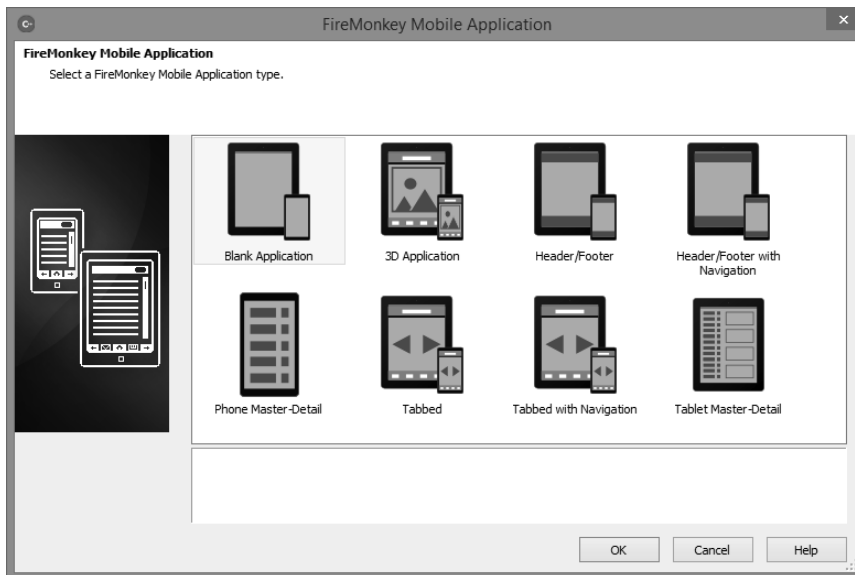 FireMonkey Mobile Application
FireMonkey Mobile Application
Select a FireMonkey Mobile Application type.
Blank Application
3D Application
Header/Footer
Header/Footer with
Navigation
Phone Master-Detail
Tabbed
Tabbed with Navigation
Tablet Master-Detail
OK
Cancel
Help